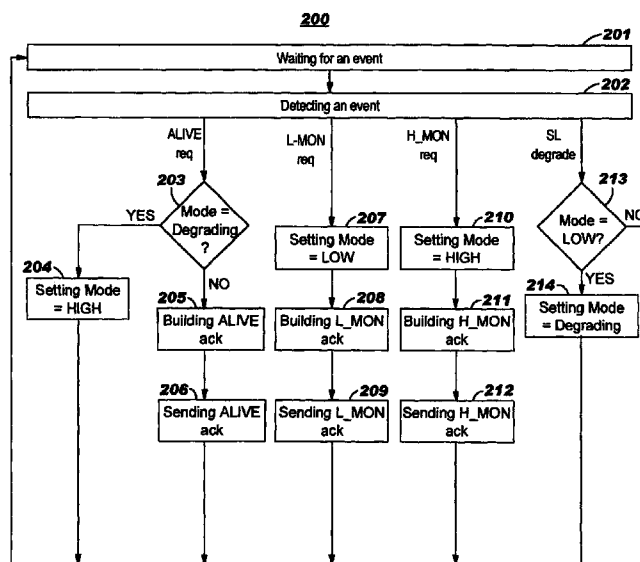 200
201
Waiting for an event
202
Detecting an event
ALIVE
req
L-MON
req
H_MON
req
SL
degrade
203
Mode =
Degrading
?
YES
NO
213
Mode =
LOW?
NO
YES
204
Setting Mode
= HIGH
207
Setting Mode
= LOW
210
Setting Mode
= HIGH
214
Setting Mode
= Degrading
205
Building ALIVE
ack
208
Building L_MON
ack
211
Building H_MON
ack
206
Sending ALIVE
ack
209
Sending L_MON
ack
212
Sending H_MON
ack